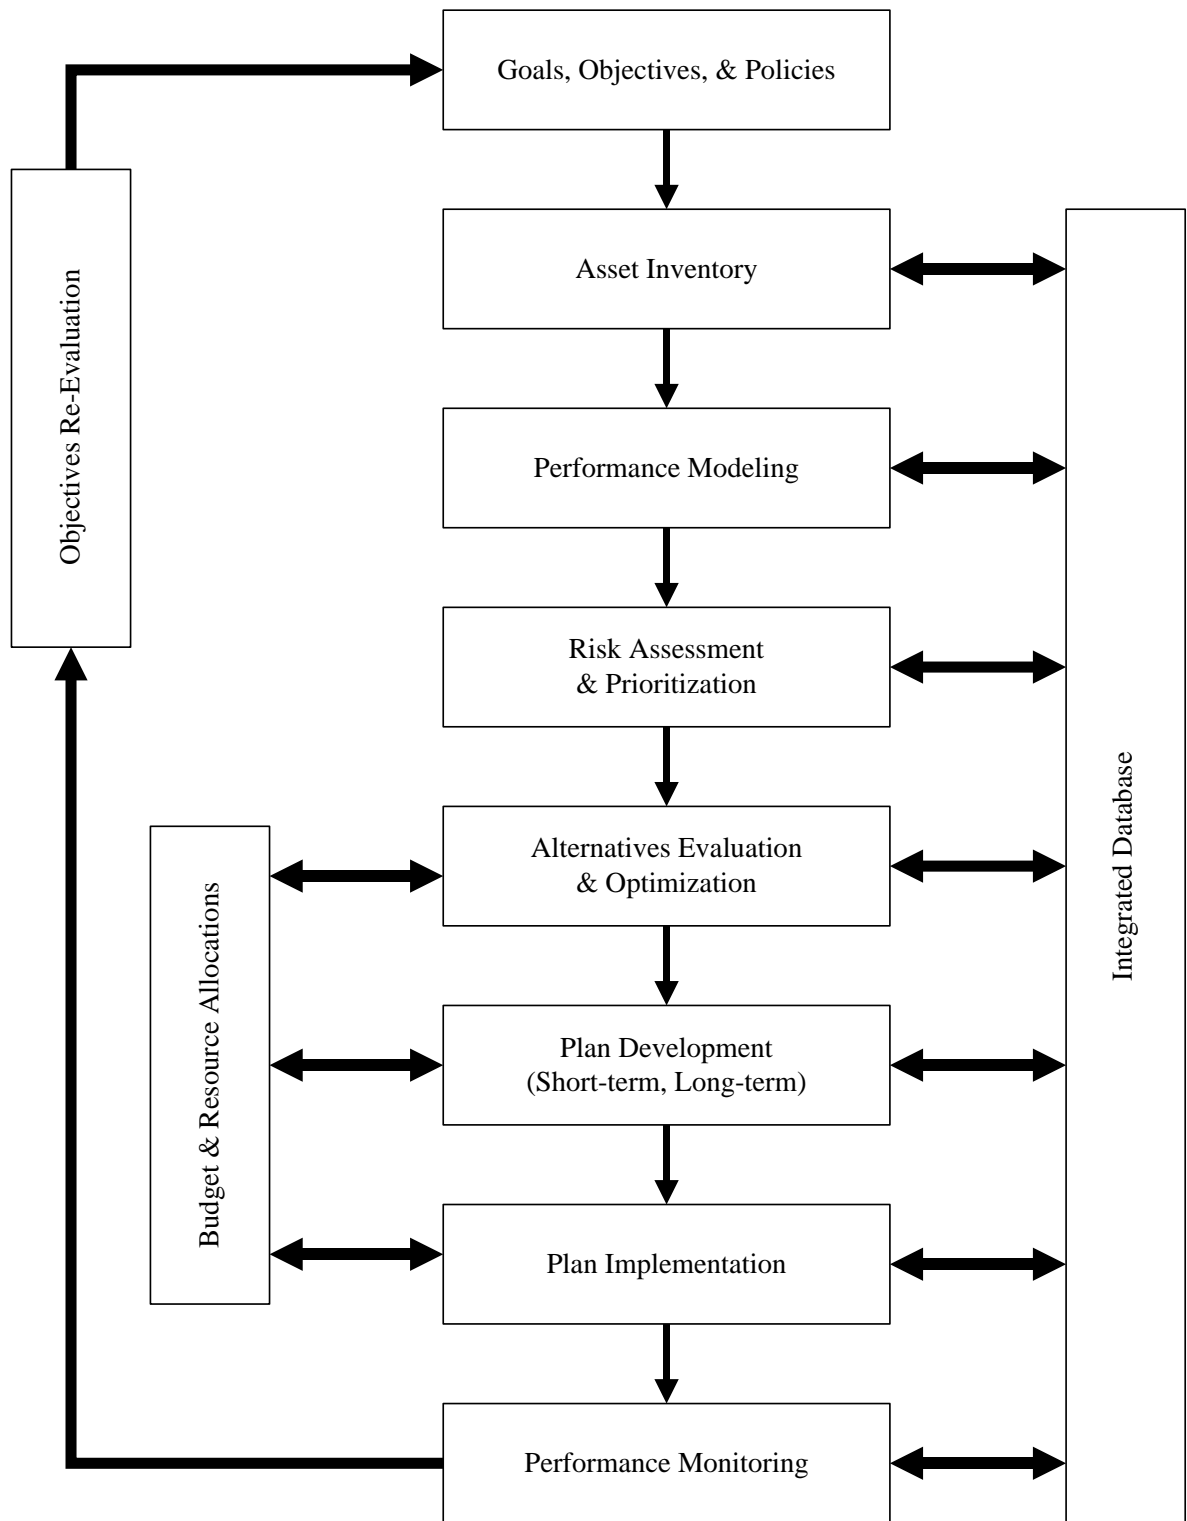 Goals, Objectives, & Policies
Asset Inventory
Objectives Re-Evaluation
Performance Modeling
Risk Assessment
& Prioritization
Integrated Database
Alternatives Evaluation
& Optimization
Budget & Resource Allocations
Plan Development
(Short-term, Long-term)
Plan Implementation
Performance Monitoring